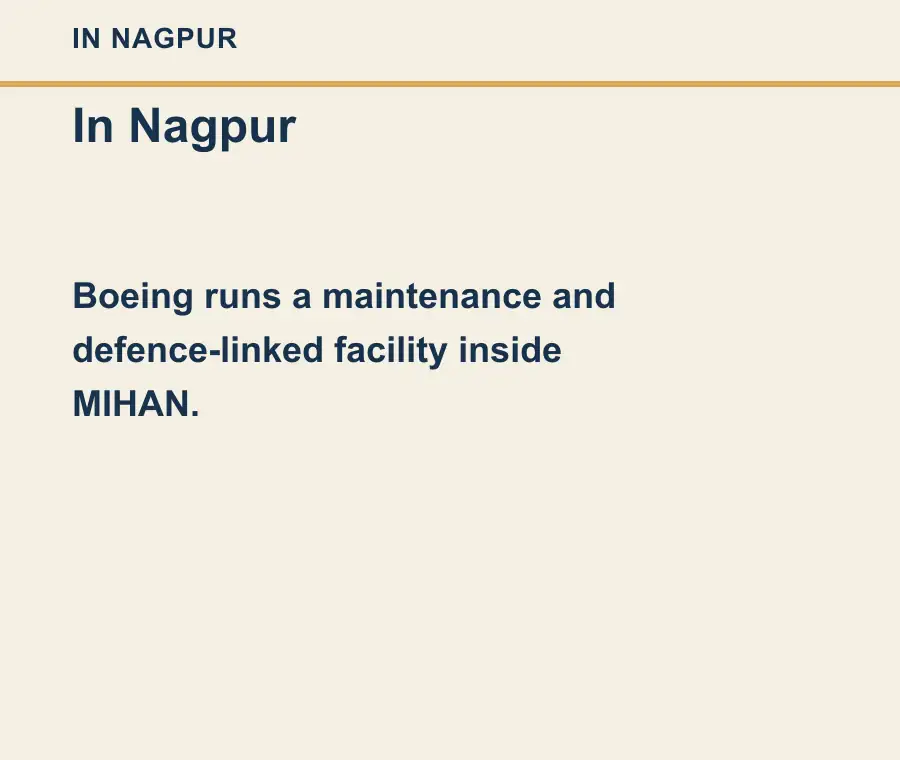 IN NAGPUR
In Nagpur
Boeing runs a maintenance and
defence-linked facility inside
MIHAN.